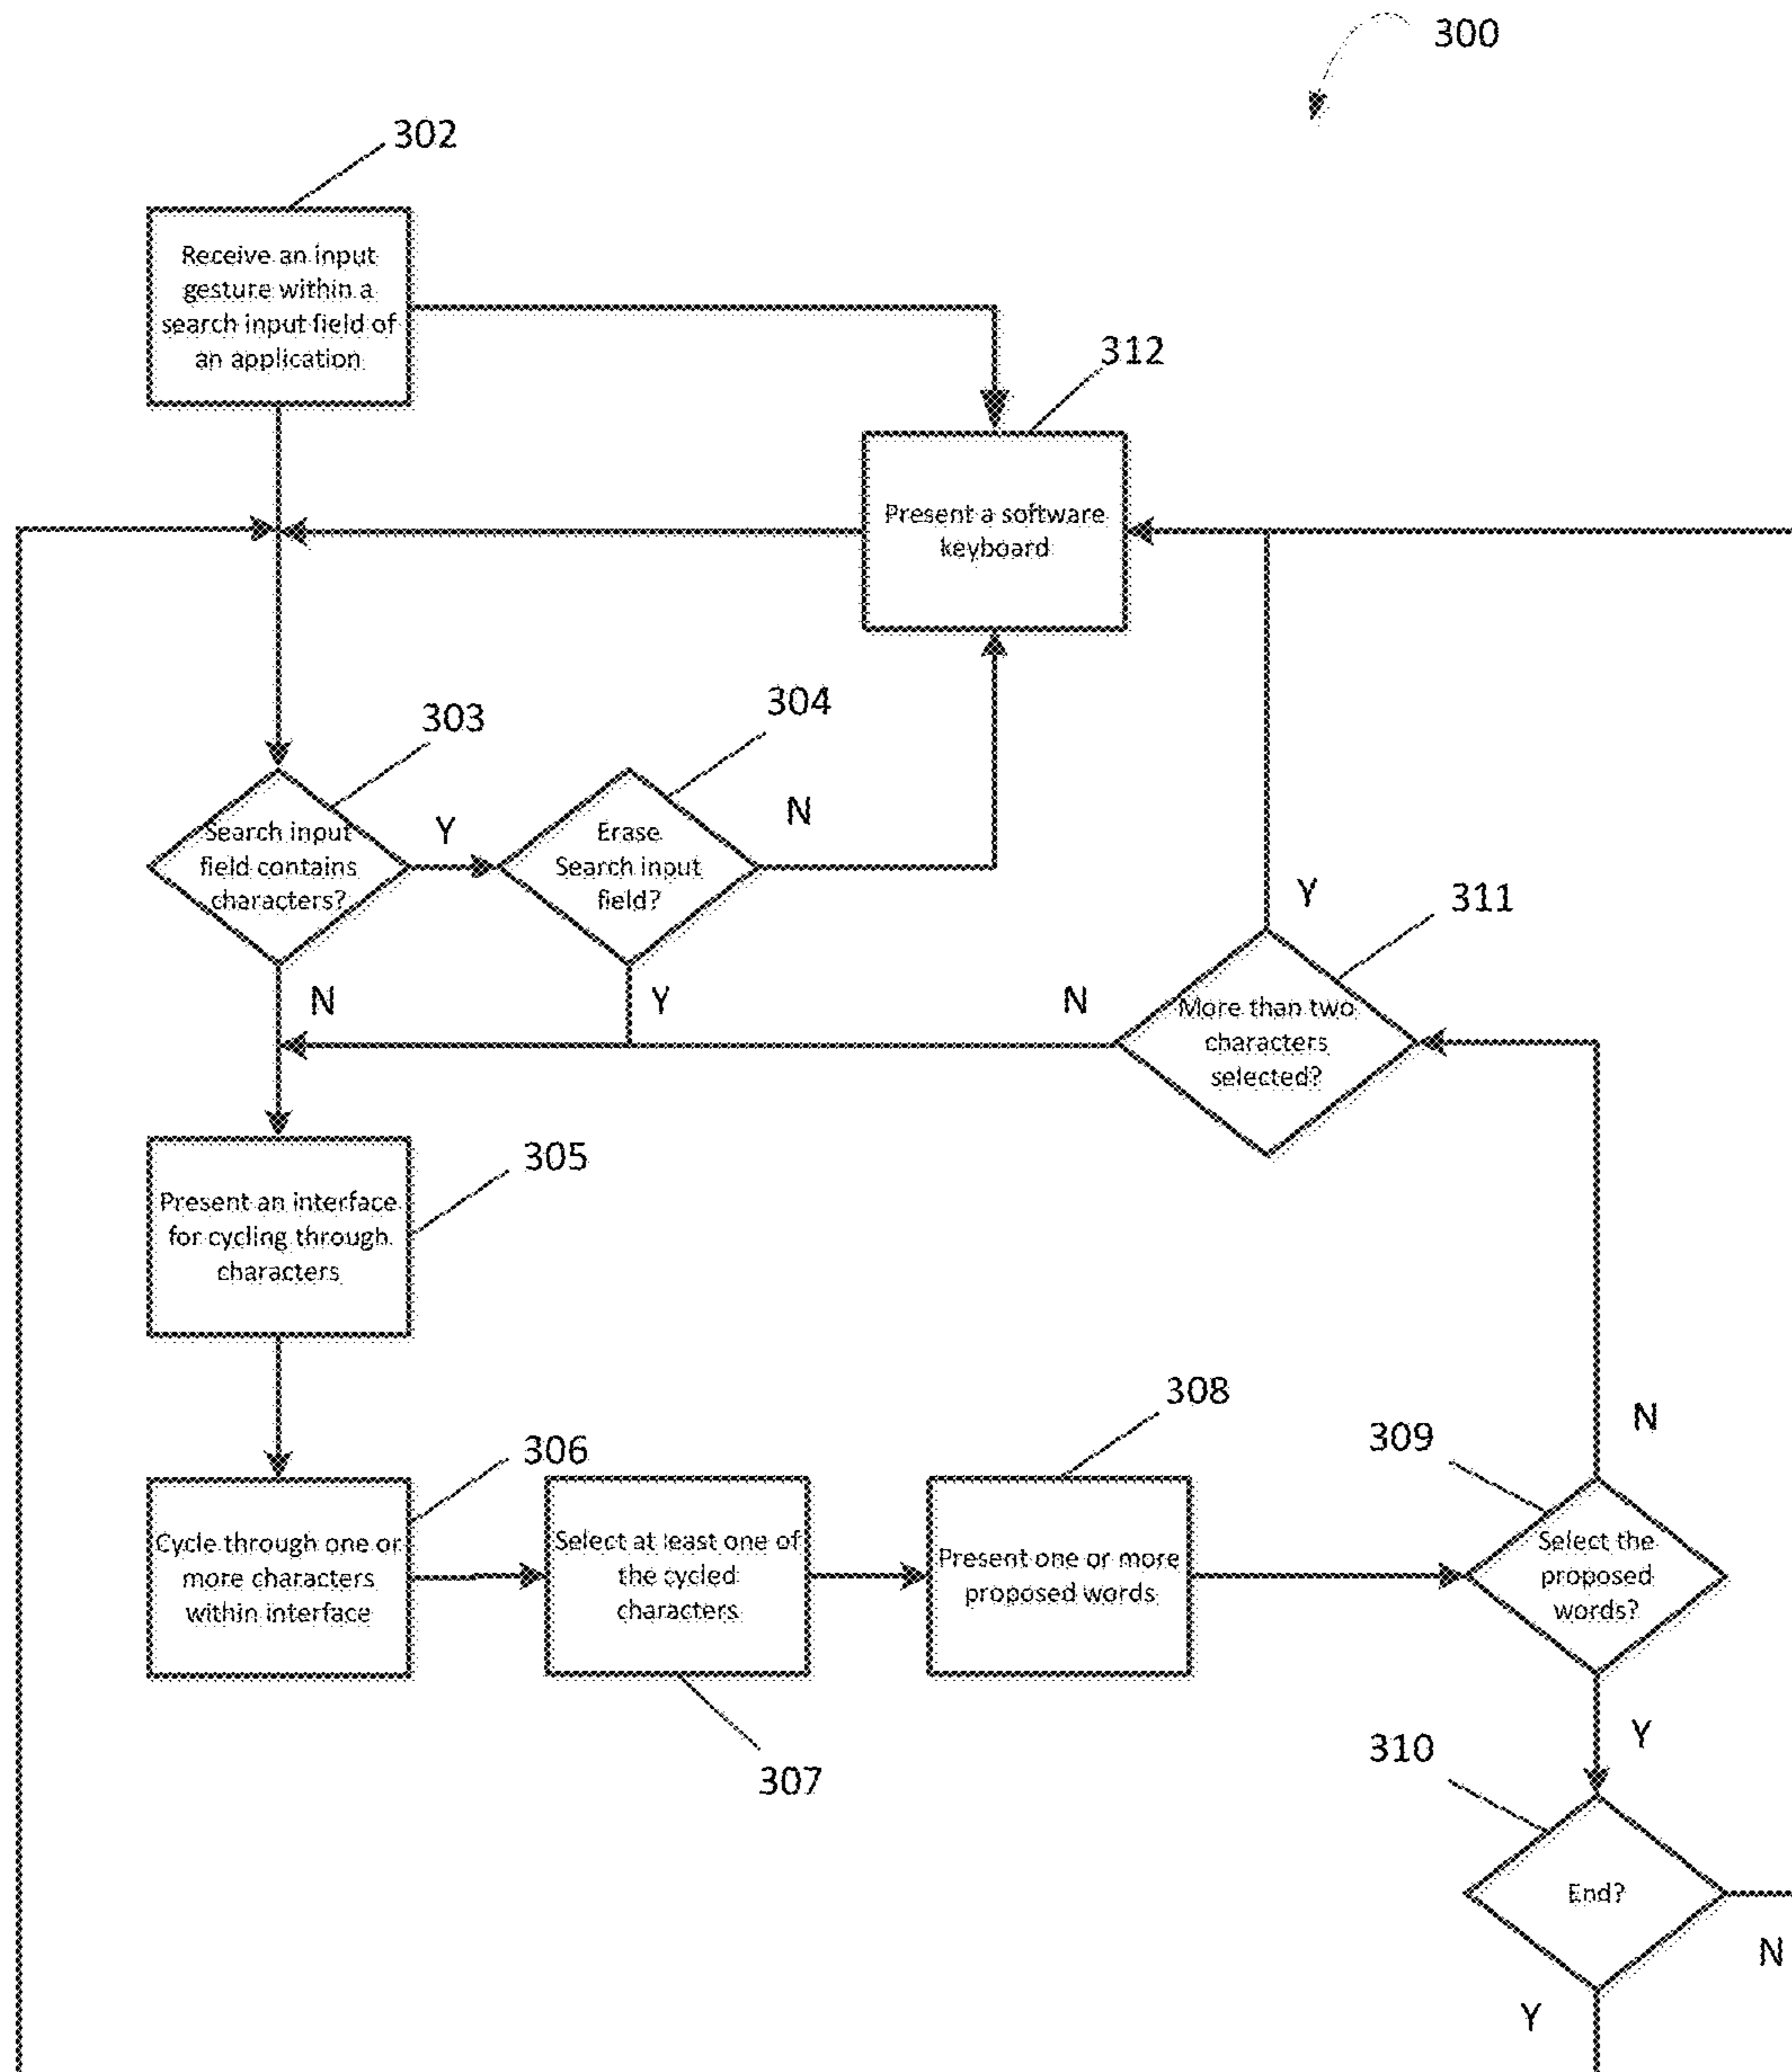 300
302
Receive an input
gesture within a
search input field of
an application
312
Present a software
keyboard
303
304
Search input
field contains
characters?
Y
Erase
Search input
field?
N
Y
311
N
Y
N
More than two
characters
selected?
305
Present an interface
for cycling through
characters
308
N
309
306
Cycle through one or
more characters
within interface
Select at least one of
the cycled
characters
Present one or more
proposed words
Select the
proposed
words?
307
Y
310
End?
N
Y